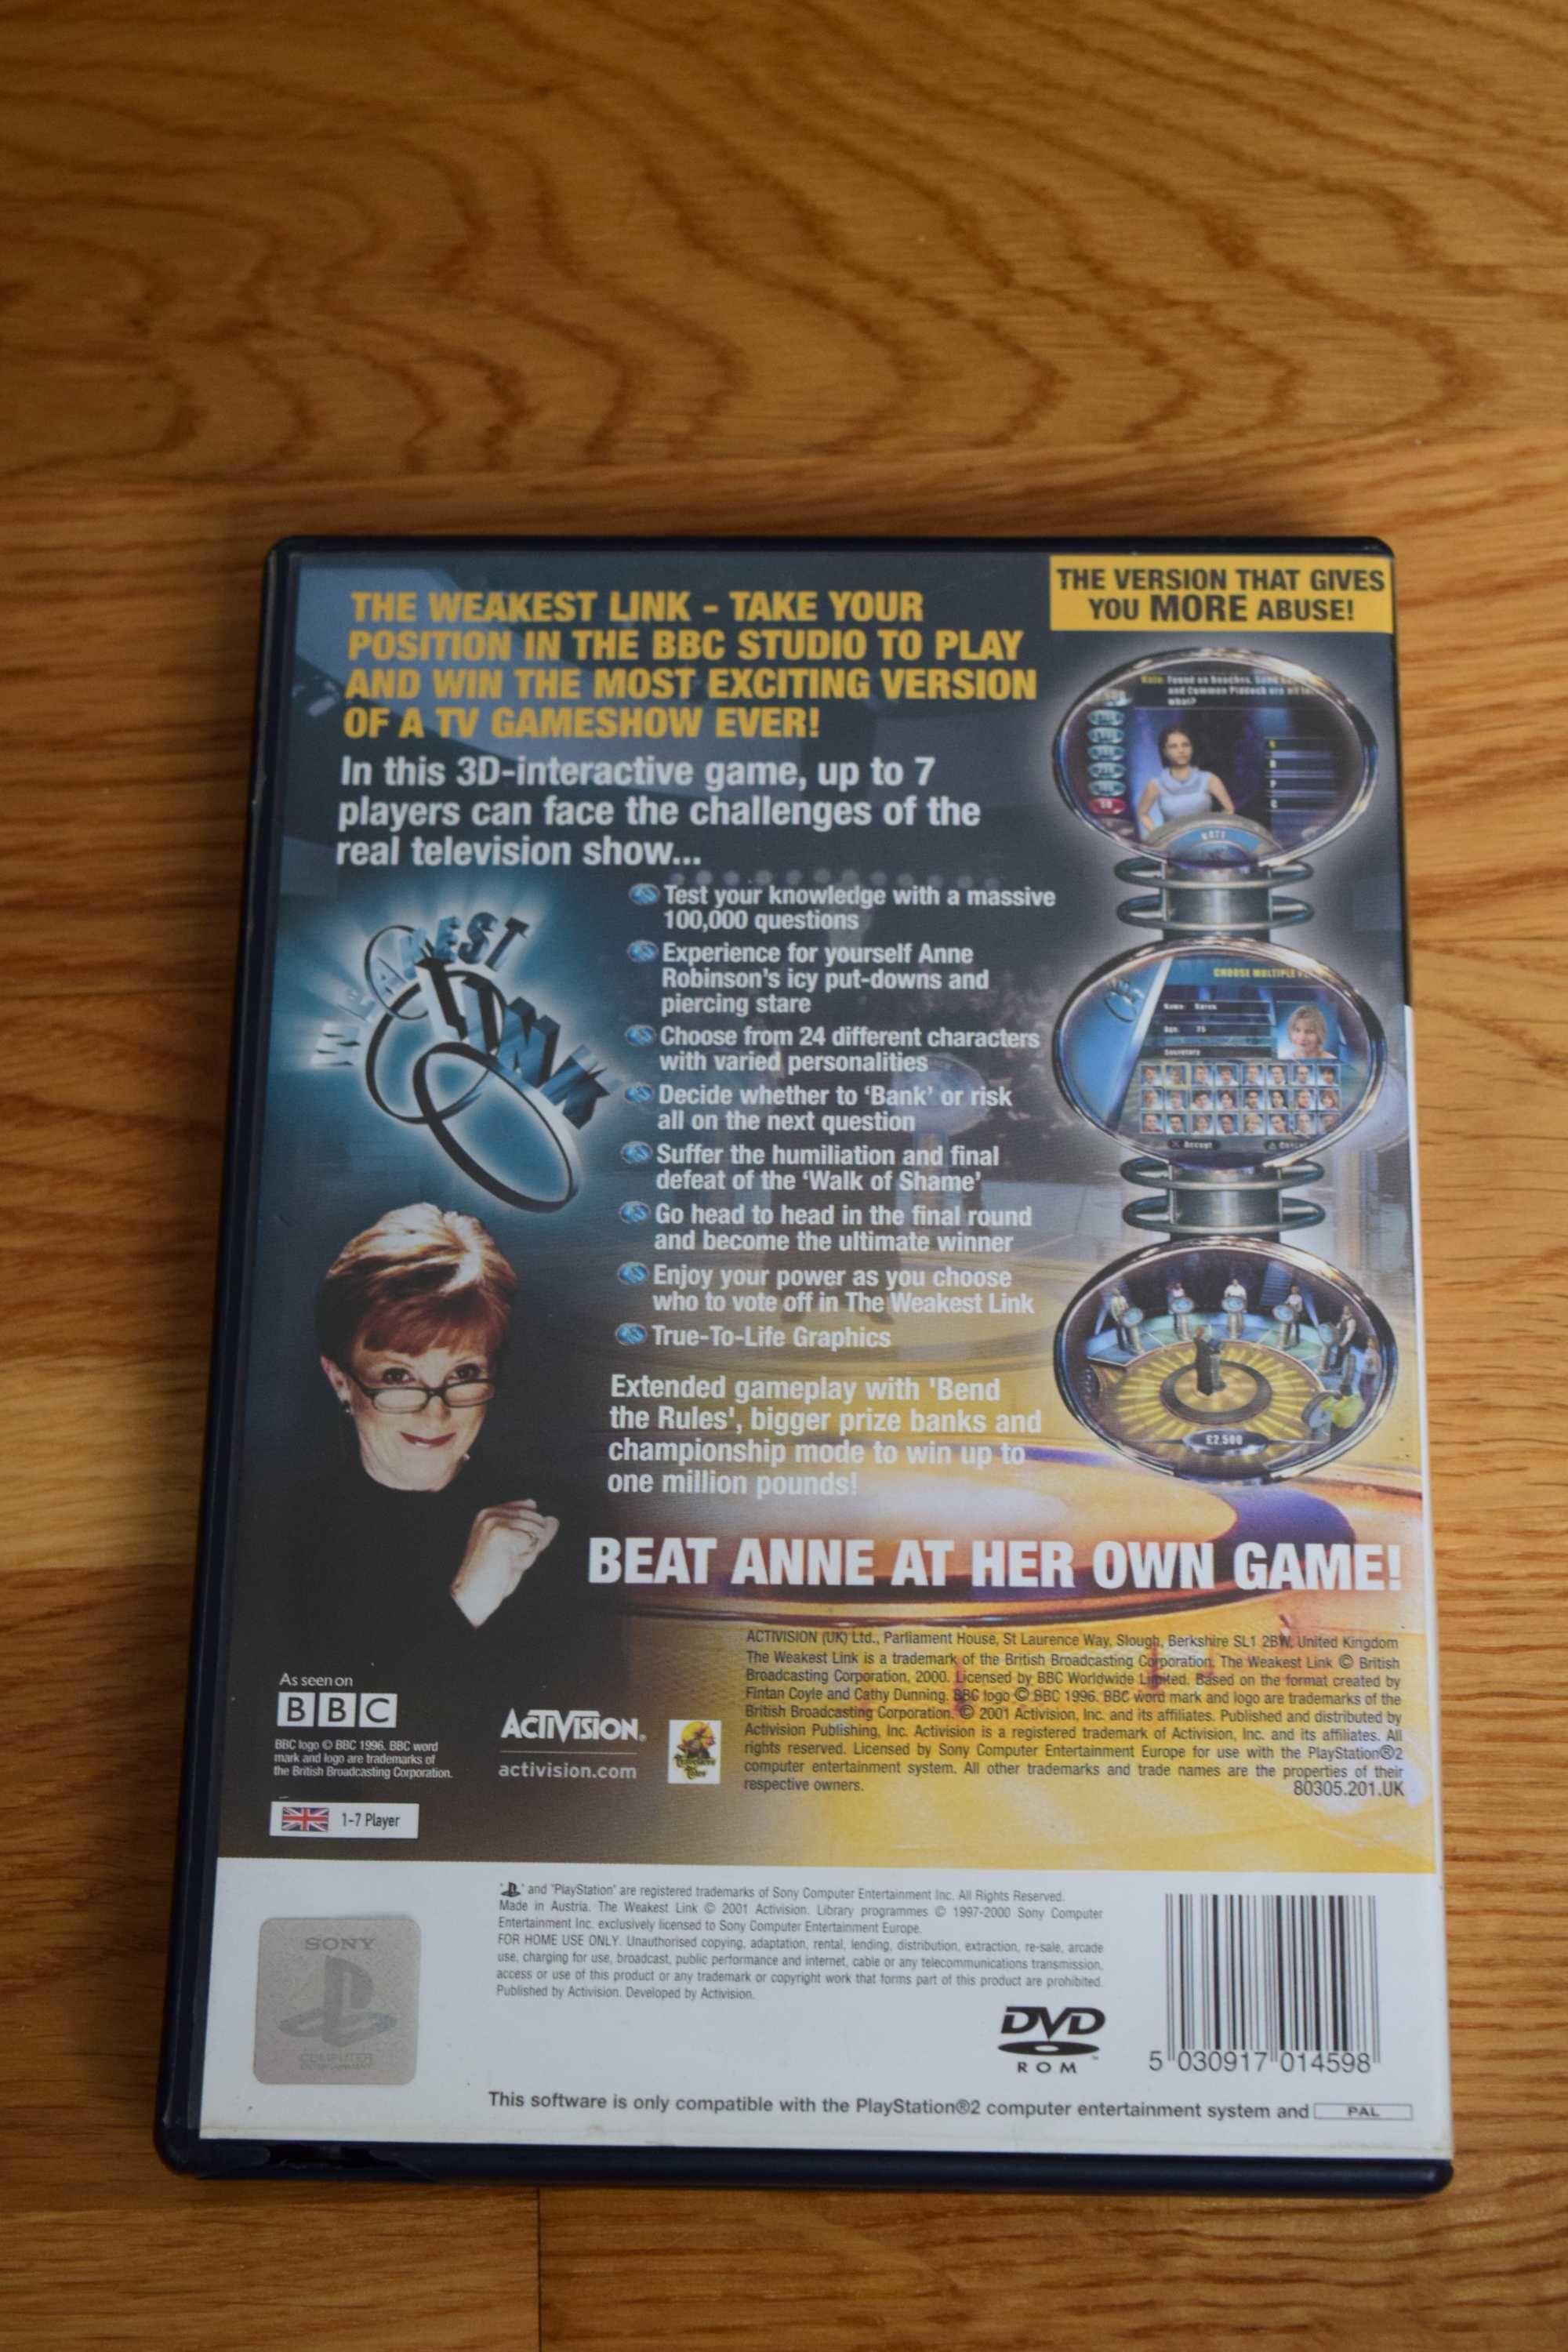 THE WEAKEST LINK - TAKE YOUR
POSITION IN THE BBC STUDIO TO PLAY
AND WIN THE MOST EXCITING VERSION
OF A TV GAMESHOW EVER!
THE VERSION THAT GIVES
YOU MORE ABUSE!
In this 3D-interactive game, up to 7
players can face the challenges of the
real television show...
WEAKEST
LINK
Test your knowledge with a massive
100,000 questions
Experience for yourself Anne
Robinson's icy put-downs and
piercing stare
Choose from 24 different characters
with varied personalities
Decide whether to 'Bank' or risk
all on the next question
Suffer the humiliation and final
defeat of the 'Walk of Shame'
Go head to head in the final round
and become the ultimate winner
Enjoy your power as you choose
who to vote off in The Weakest Link
True-To-Life Graphics
Extended gameplay with 'Bend
the Rules', bigger prize banks and
championship mode to win up to
one million pounds!
and Common Piddock are all
what?
KATE
CHOOSE MULTIPLE
Name: Karen
Age: 35
Secretary
Accept
£2,500
BEAT ANNE AT HER OWN GAME!
ACTIVISION (UK) Ltd., Parliament House, St Laurence Way, Slough, Berkshire SL1 2BW, United Kingdom
The Weakest Link is a trademark of the British Broadcasting Corporation. The Weakest Link © British
Broadcasting Corporation, 2000. Licensed by BBC Worldwide Limited. Based on the format created by
Fintan Coyle and Cathy Dunning. BBC logo © BBC 1996. BBC word mark and logo are trademarks of the
British Broadcasting Corporation. © 2001 Activision, Inc. and its affiliates. Published and distributed by
Activision Publishing, Inc. Activision is a registered trademark of Activision, Inc. and its affiliates. All
rights reserved. Licensed by Sony Computer Entertainment Europe for use with the PlayStation®2
computer entertainment system. All other trademarks and trade names are the properties of their
respective owners.
80305.201.UK
As seen on
BBC
BBC logo © BBC 1996. BBC word
mark and logo are trademarks of
the British Broadcasting Corporation.
ACTIVISION.
activision.com
1-7 Player
"PS" and "PlayStation" are registered trademarks of Sony Computer Entertainment Inc. All Rights Reserved.
Made in Austria. The Weakest Link © 2001 Activision. Library programmes © 1997-2000 Sony Computer
Entertainment Inc. exclusively licensed to Sony Computer Entertainment Europe.
FOR HOME USE ONLY. Unauthorised copying, adaptation, rental, lending, distribution, extraction, re-sale, arcade
use, charging for use, broadcast, public performance and internet, cable or any telecommunications transmission,
access or use of this product or any trademark or copyright work that forms part of this product are prohibited.
Published by Activision. Developed by Activision.
SONY
COMPUTER
DVD
ROM
5 030917 014598
This software is only compatible with the PlayStation®2 computer entertainment system and PAL